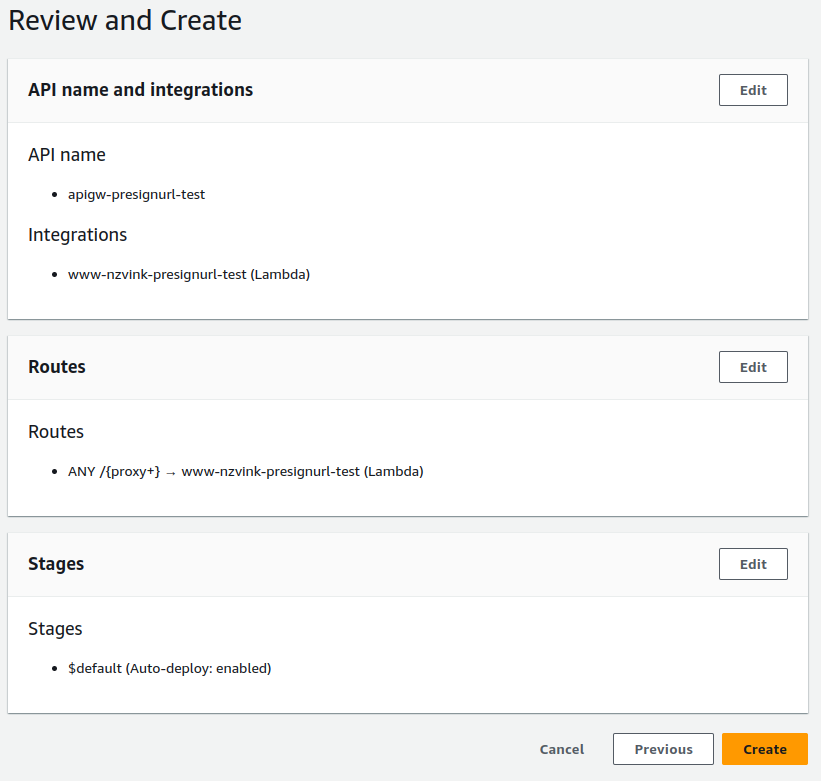 Review and Create
API name and integrations
Edit
API name
apigw-presignurl-test
Integrations
www-nzvink-presignurl-test (Lambda)
Routes
Edit
Routes
ANY /{proxy+} → www-nzvink-presignurl-test (Lambda)
Stages
Edit
Stages
$default (Auto-deploy: enabled)
Cancel
Previous
Create